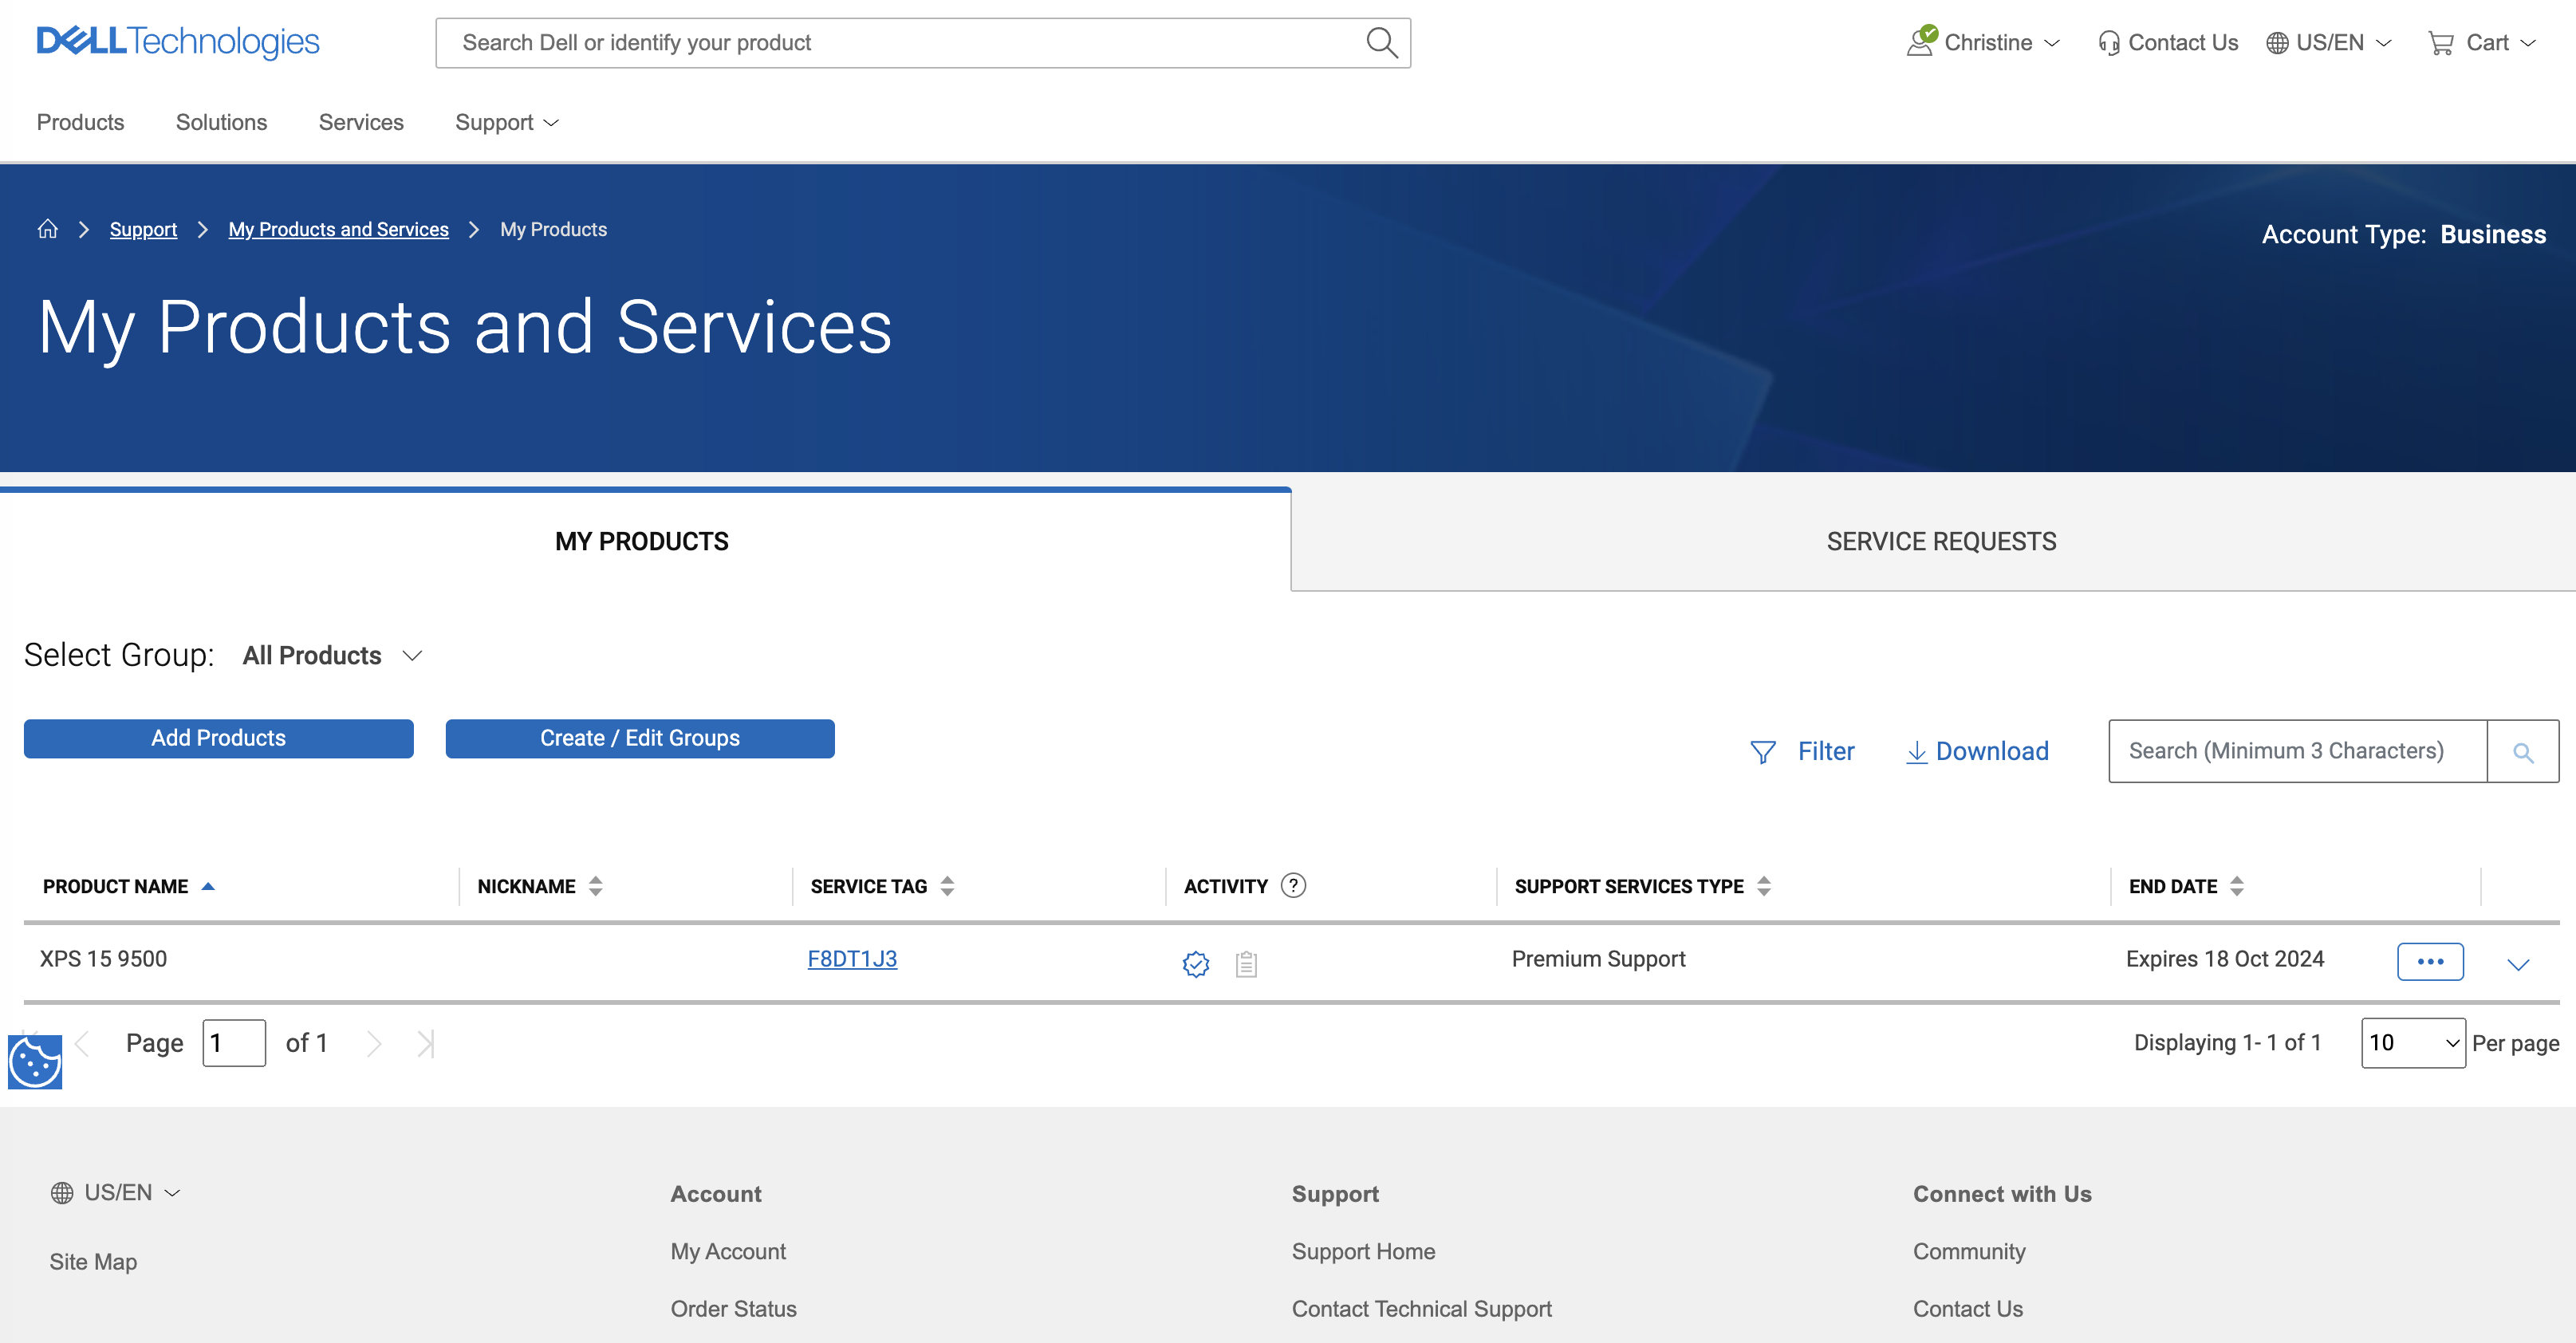 DELLTechnologies
Search Dell or identify your product
Christine
Contact Us
US/EN
Cart
Products
Solutions
Services
Support
Support
My Products and Services
My Products
Account Type: Business
My Products and Services
MY PRODUCTS
SERVICE REQUESTS
Select Group: All Products
Add Products
Create / Edit Groups
Filter
Download
Search (Minimum 3 Characters)
PRODUCT NAME
NICKNAME
SERVICE TAG
ACTIVITY ?
SUPPORT SERVICES TYPE
END DATE
XPS 15 9500
F8DT1J3
Premium Support
Expires 18 Oct 2024
Page 1 of 1
Displaying 1- 1 of 1
10 Per page
US/EN
Site Map
Account
My Account
Order Status
Support
Support Home
Contact Technical Support
Connect with Us
Community
Contact Us